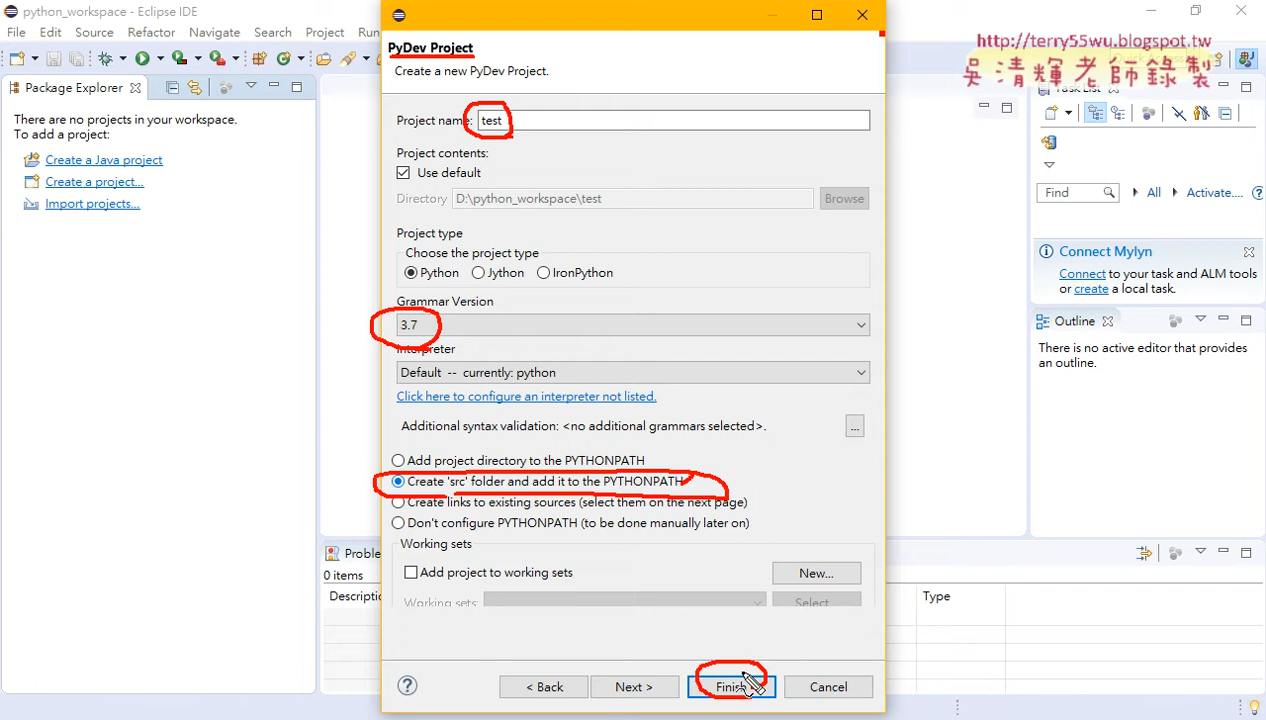 python_workspace - Eclipse IDE
File Edit Source Refactor Navigate Search Project
http://terry55wu.blogspot.tw
吳清輝老師錄製
Package Explorer
There are no projects in your workspace.
To add a project:
Create a Java project
Create a project...
Import projects...
PyDev Project
Create a new PyDev Project.
Project name: test
Project contents:
Use default
Directory D:\python_workspace\test Browse
Project type
Choose the project type
Python Jython IronPython
Grammar Version
3.7
Interpreter
Default -- currently: python
Click here to configure an interpreter not listed.
Additional syntax validation: <no additional grammars selected>. ...
Add project directory to the PYTHONPATH
Create 'src' folder and add it to the PYTHONPATH
Create links to existing sources (select them on the next page)
Don't configure PYTHONPATH (to be done manually later on)
Working sets
Add project to working sets New...
Working sets: Select...
? < Back Next > Finish Cancel
Task List
Find All Activate...
Connect Mylyn
Connect to your task and ALM tools
or create a local task.
Outline
There is no active editor that provides
an outline.
0 items
Type